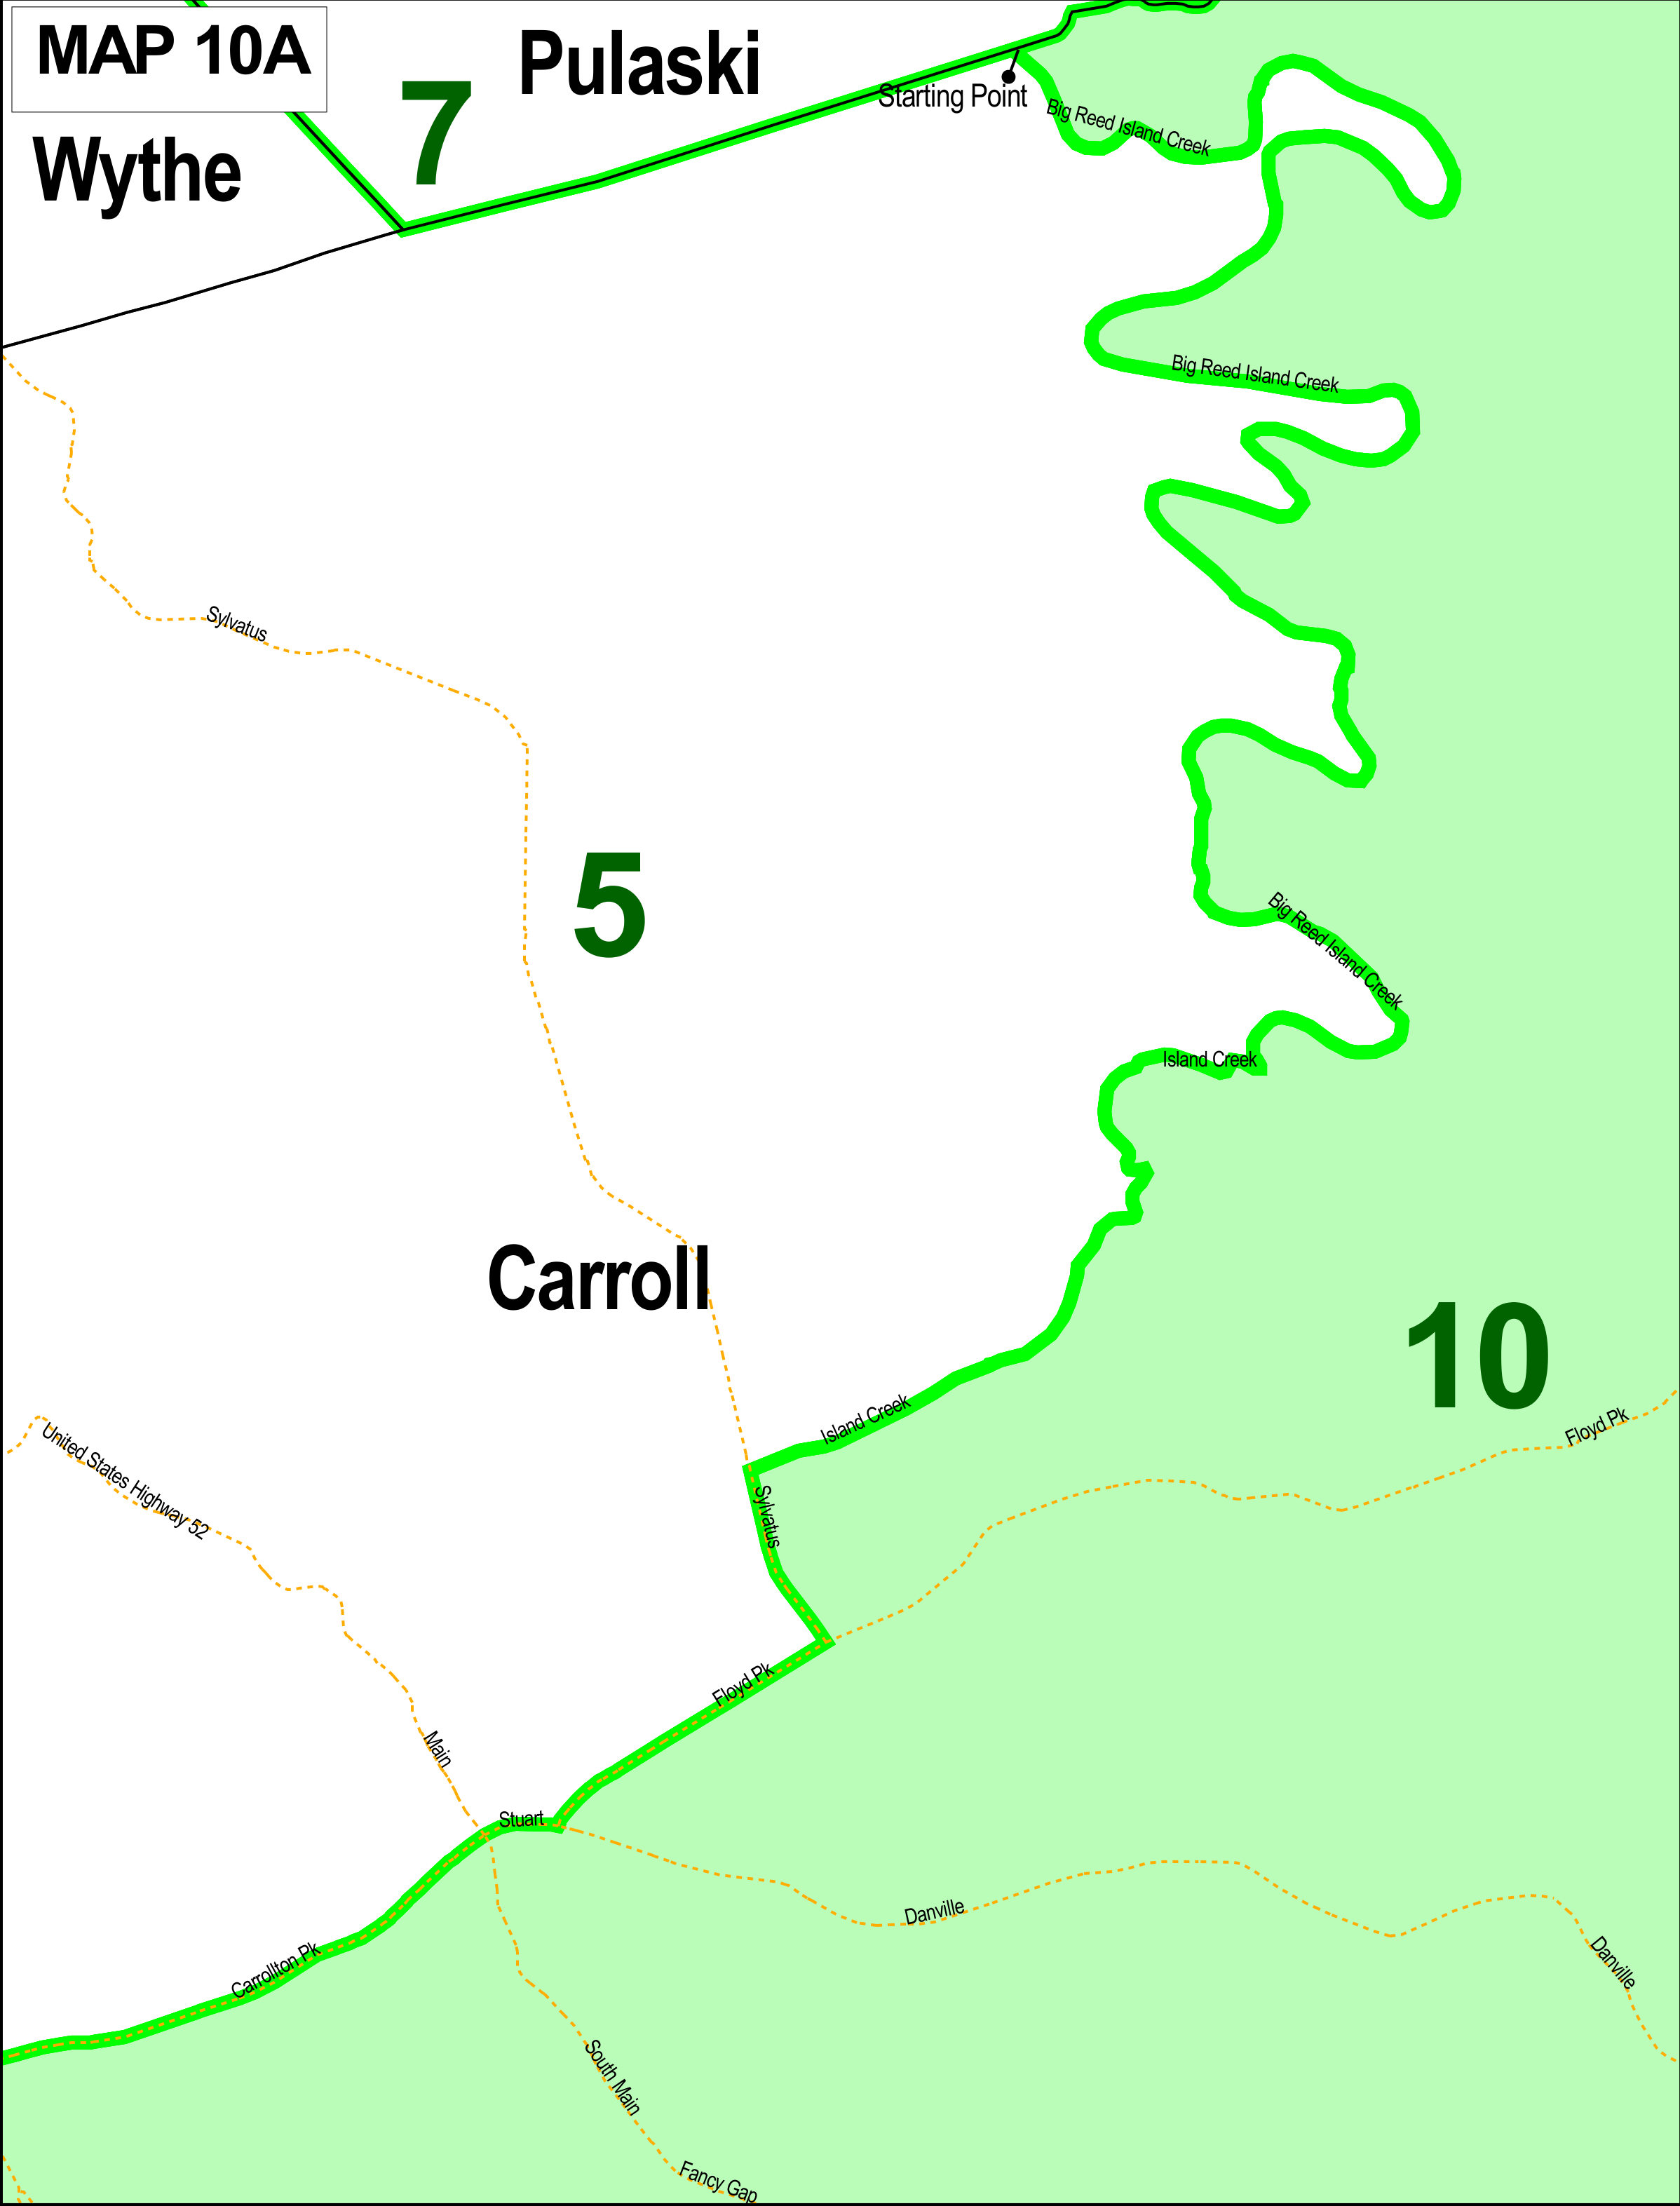 MAP 10A
Pulaski
7
Starting Point
Big Reed Island Creek
Wythe
Big Reed Island Creek
Sylvatus
5
Big Reed Island Creek
Island Creek
Carroll
10
Island Creek
Floyd Pk
United States Highway 52
Sylvatus
Floyd Pk
Main
Stuart
Danville
Danville
Carrollton Pk
South Main
Fancy Gap